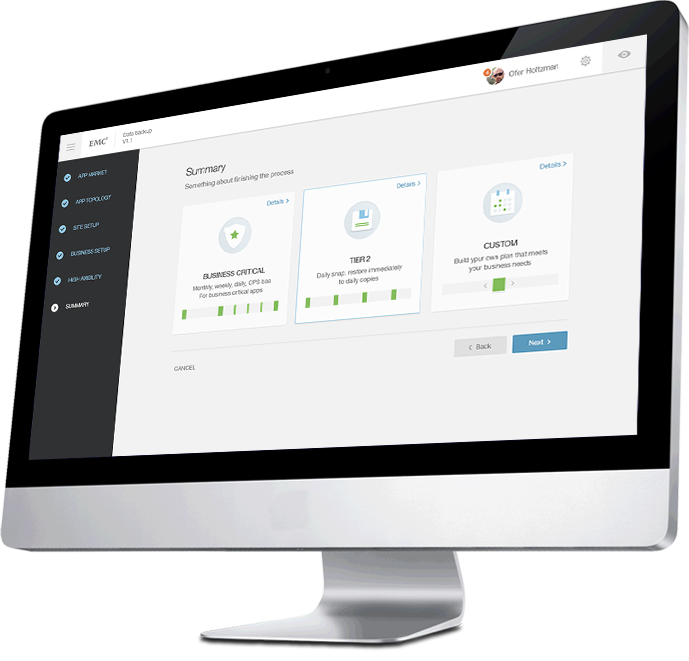 EMC²
Data backup
V1.1
Ofer Holtzman
APP MARKET
APP TOPOLOGY
SITE SETUP
BUSINESS SETUP
HIGH AIBILITY
SUMMARY
Summary
Something about finishing the process
Details >
BUSINESS CRITICAL
Monthly, weekly, daily, CPS baa
For business critical apps
Details >
TIER 2
Daily snap, restore immediately
to daily copies
Details >
CUSTOM
Build your own plan that meets
your business needs
CANCEL
Back
Next